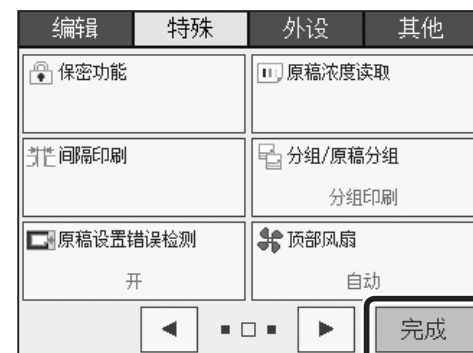 编辑 特殊 外设 其他
保密功能 原稿浓度读取
间隔印刷 分组/原稿分组
分组印刷
原稿设置错误检测 顶部风扇
开 自动
完成